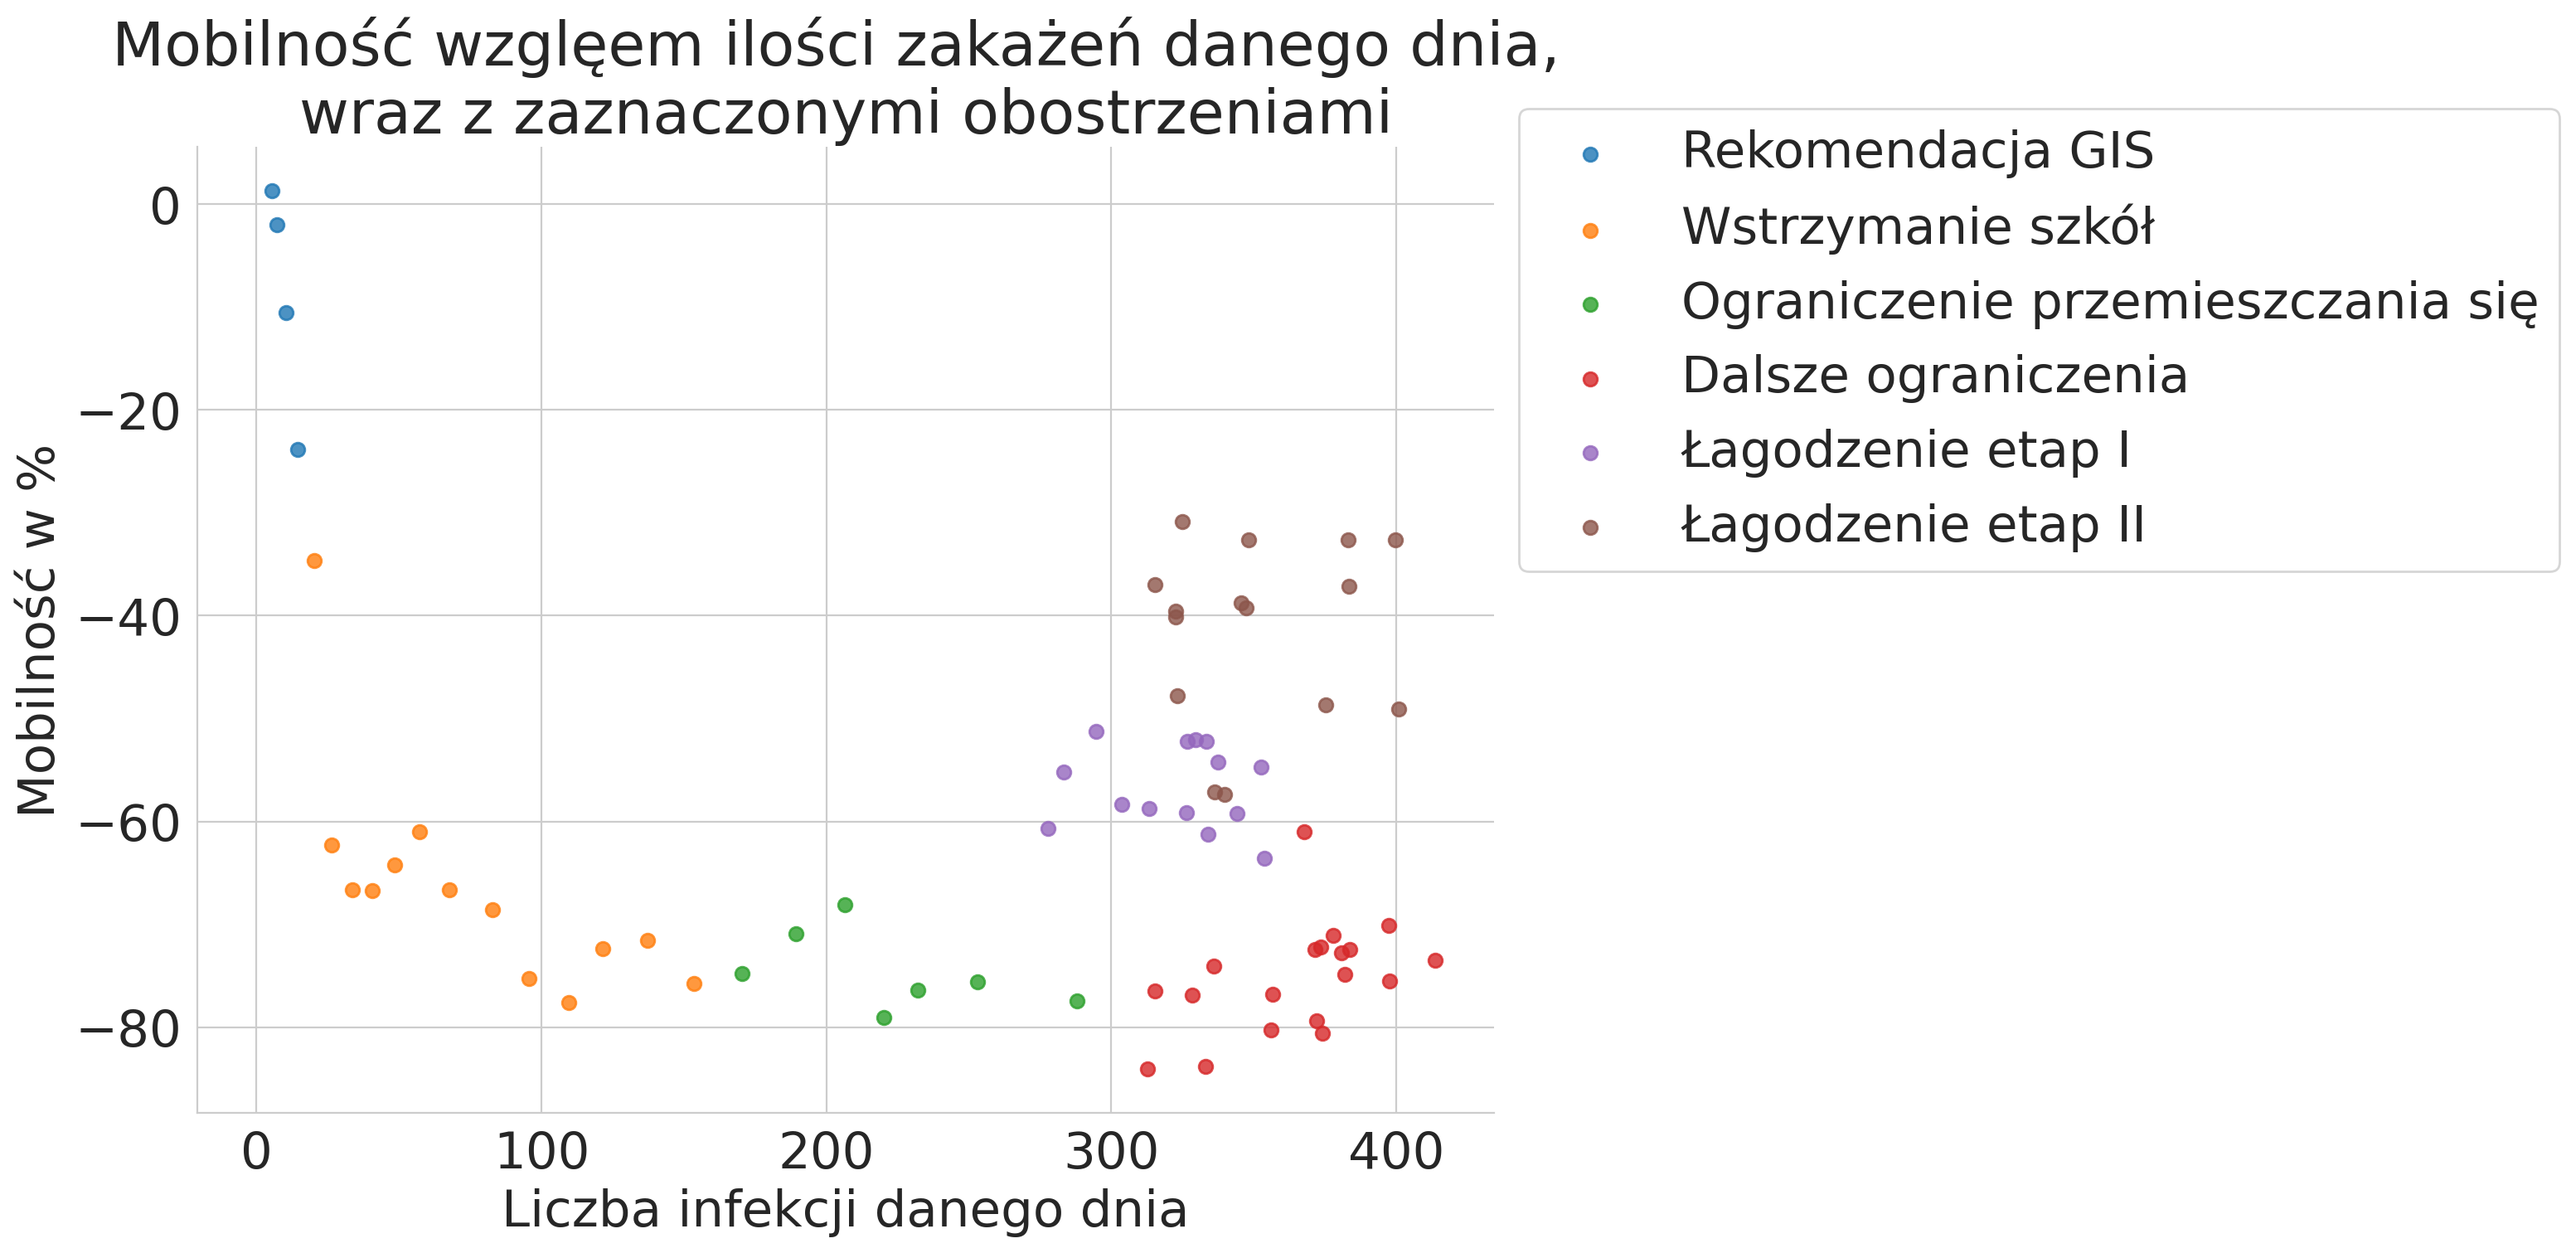 Mobilność wzglęem ilości zakażeń danego dnia,
wraz z zaznaczonymi obostrzeniami
Rekomendacja GIS
Wstrzymanie szkół
Ograniczenie przemieszczania się
Dalsze ograniczenia
Łagodzenie etap I
Łagodzenie etap II
Mobilność w %
0
−20
−40
−60
−80
0 100 200 300 400
Liczba infekcji danego dnia